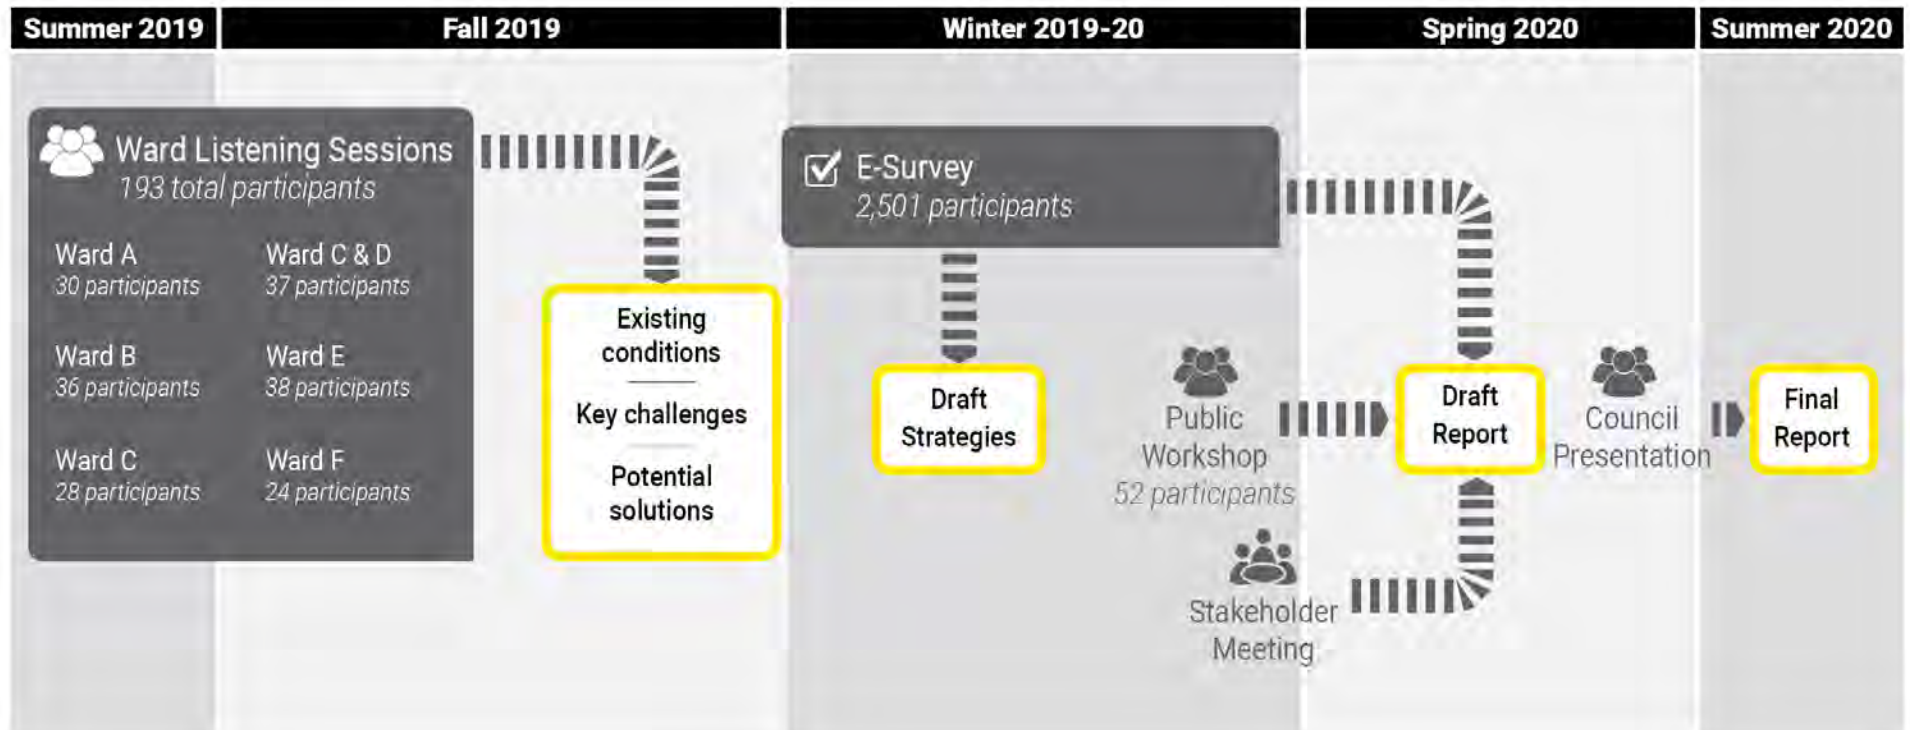 Summer 2019
Fall 2019
Winter 2019-20
Spring 2020
Summer 2020
Ward Listening Sessions
193 total participants
Ward A
30 participants
Ward C & D
37 participants
Ward B
36 participants
Ward E
38 participants
Ward C
28 participants
Ward F
24 participants
Existing
conditions
Key challenges
Potential
solutions
E-Survey
2,501 participants
Draft
Strategies
Public
Workshop
52 participants
Stakeholder
Meeting
Draft
Report
Council
Presentation
Final
Report